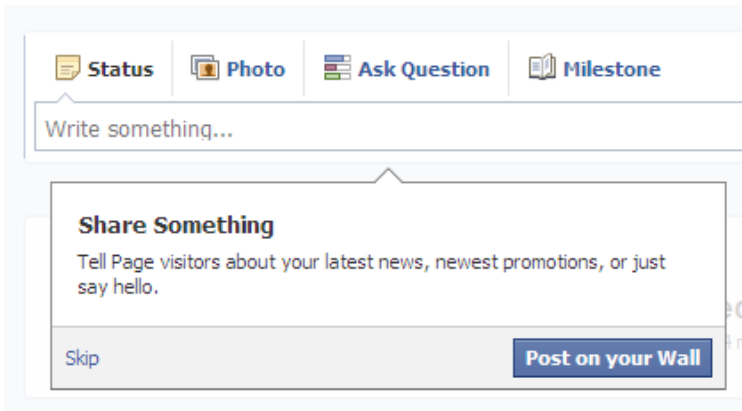 Status Photo Ask Question Milestone
Write something...
Share Something
Tell Page visitors about your latest news, newest promotions, or just
say hello.
Skip Post on your Wall